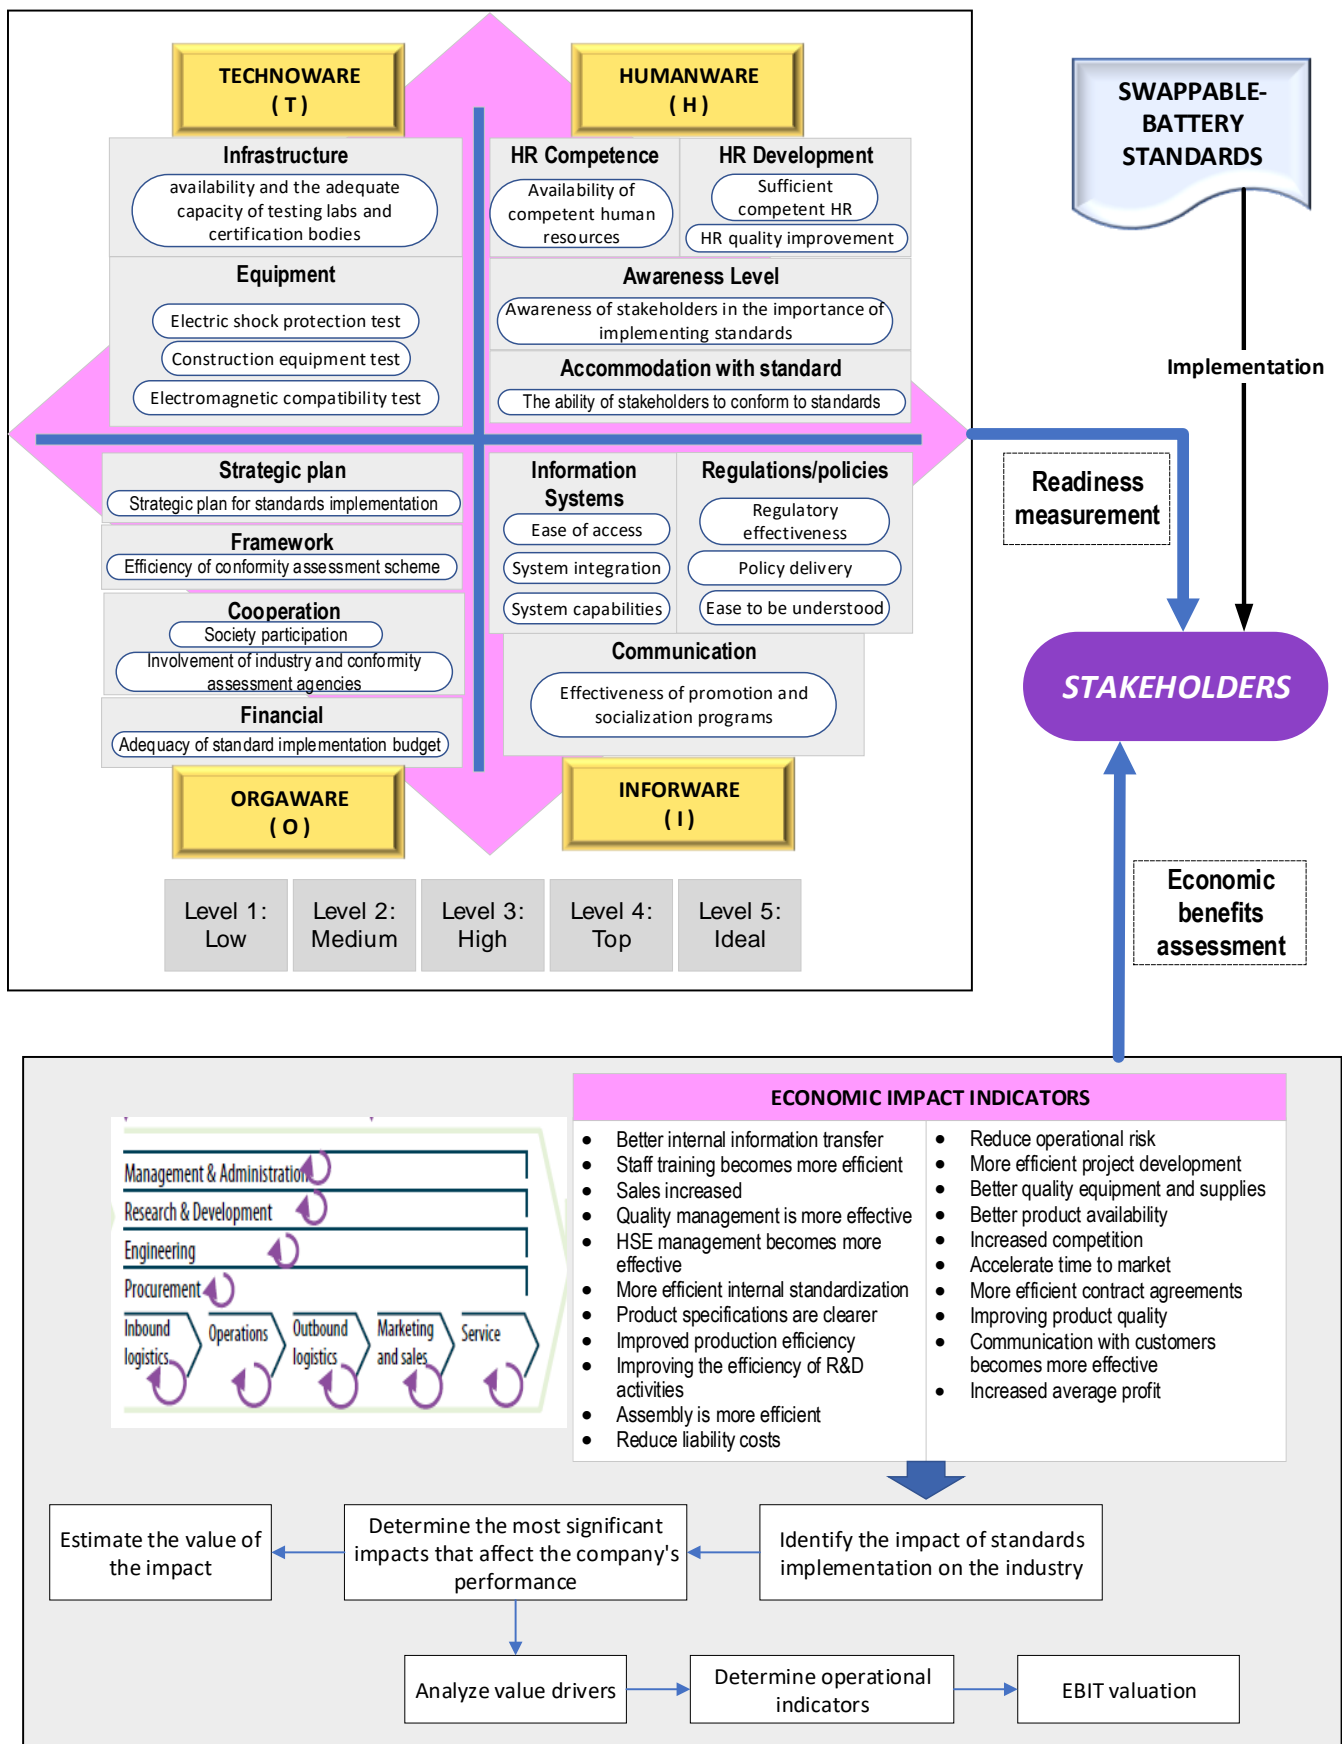 TECHNOWARE
( T )
HUMANWARE
( H )
SWAPPABLE-
BATTERY
STANDARDS
Infrastructure
availability and the adequate
capacity of testing labs and
certification bodies
Equipment
Electric shock protection test
Construction equipment test
Electromagnetic compatibility test
HR Competence
Availability of
competent human
resources
HR Development
Sufficient
competent HR
HR quality improvement
Awareness Level
Awareness of stakeholders in the importance of
implementing standards
Accommodation with standard
The ability of stakeholders to conform to standards
Implementation
Readiness
measurement
Strategic plan
Strategic plan for standards implementation
Framework
Efficiency of conformity assessment scheme
Cooperation
Society participation
Involvement of industry and conformity
assessment agencies
Financial
Adequacy of standard implementation budget
Information
Systems
Ease of access
System integration
System capabilities
Regulations/policies
Regulatory
effectiveness
Policy delivery
Ease to be understood
Communication
Effectiveness of promotion and
socialization programs
STAKEHOLDERS
ORGAWARE
( O )
INFORWARE
( I )
Level 1:
Low
Level 2:
Medium
Level 3:
High
Level 4:
Top
Level 5:
Ideal
Economic
benefits
assessment
Management & Administration
Research & Development
Engineering
Procurement
Inbound
logistics
Operations
Outbound
logistics
Marketing
and sales
Service
ECONOMIC IMPACT INDICATORS
• Better internal information transfer
• Staff training becomes more efficient
• Sales increased
• Quality management is more effective
• HSE management becomes more
effective
• More efficient internal standardization
• Product specifications are clearer
• Improved production efficiency
• Improving the efficiency of R&D
activities
• Assembly is more efficient
• Reduce liability costs
• Reduce operational risk
• More efficient project development
• Better quality equipment and supplies
• Better product availability
• Increased competition
• Accelerate time to market
• More efficient contract agreements
• Improving product quality
• Communication with customers
becomes more effective
• Increased average profit
Estimate the value of
the impact
Determine the most significant
impacts that affect the company's
performance
Identify the impact of standards
implementation on the industry
Analyze value drivers
Determine operational
indicators
EBIT valuation